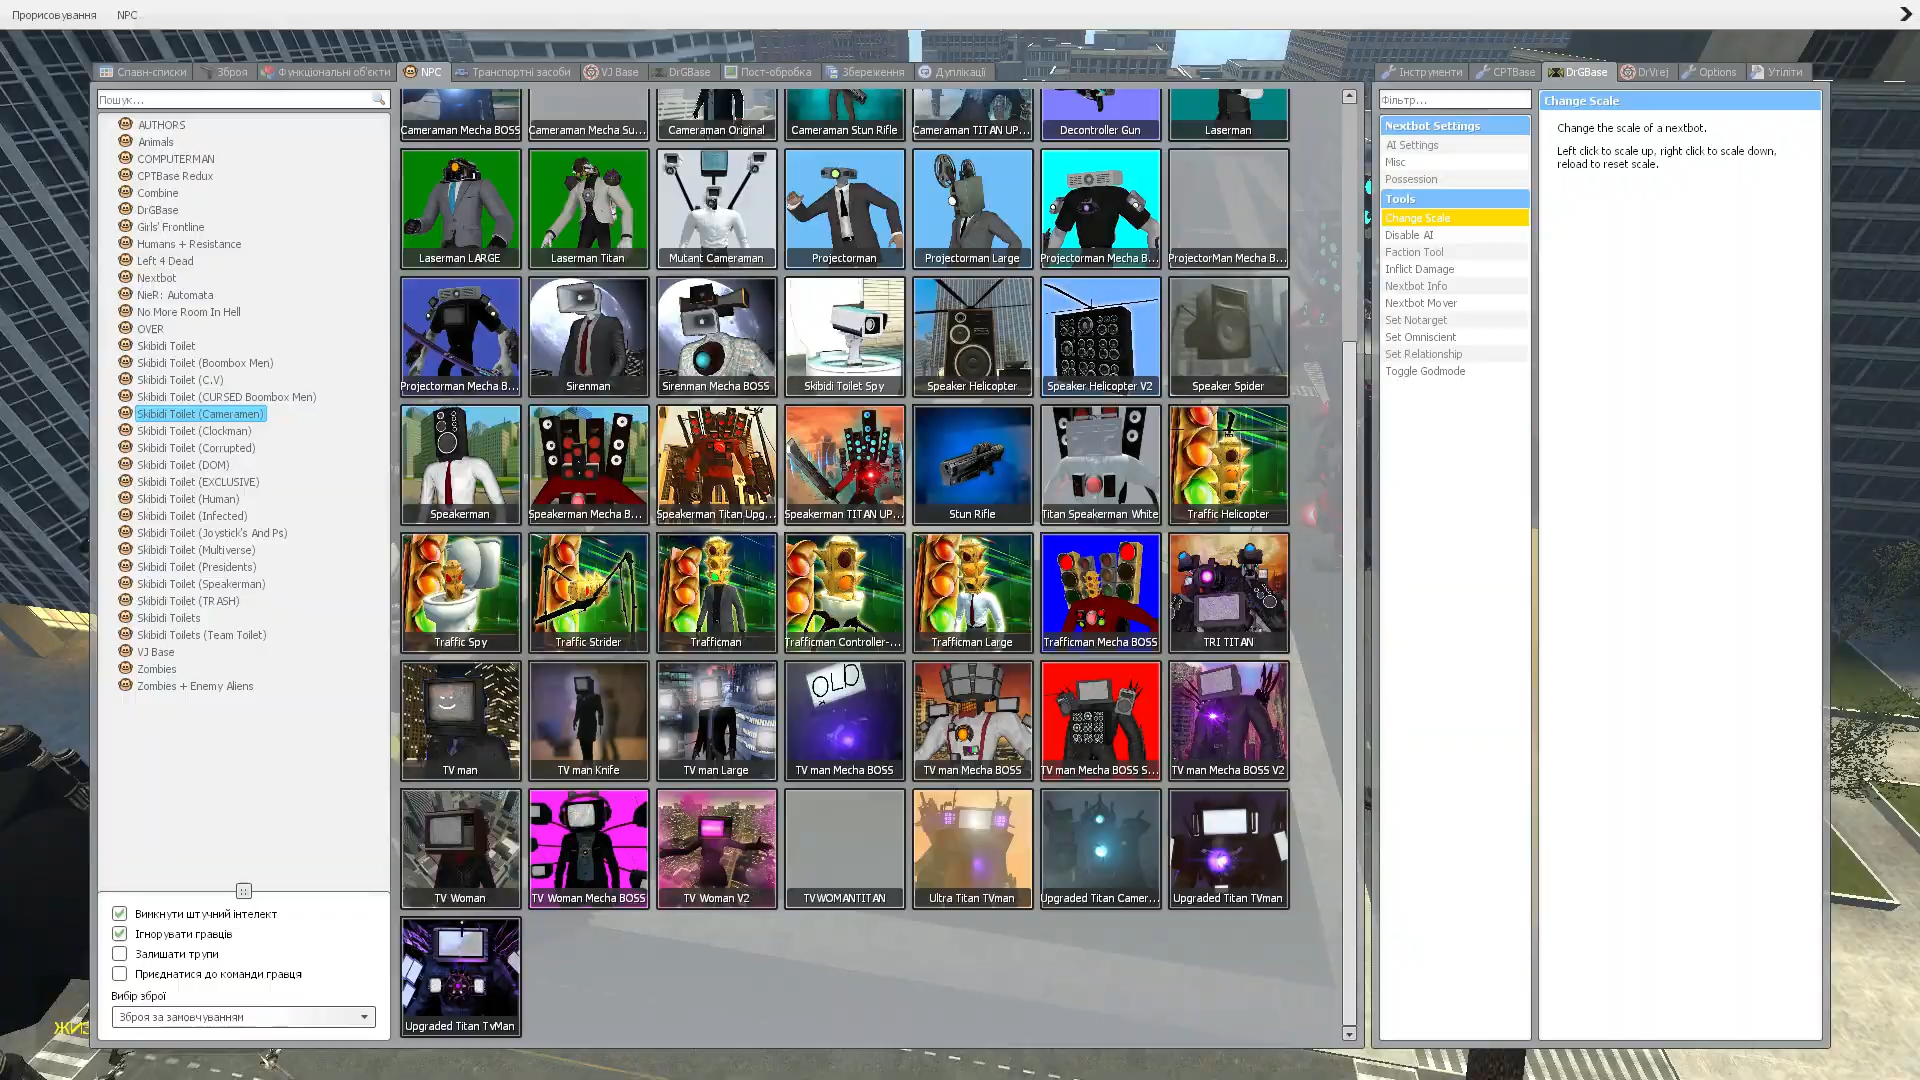 Прорисовування NPC
Спавн-списки Зброя Функціональні об'єкти NPC Транспортні засоби VJ Base DrGBase Пост-обробка Збереження Дуплікації
Пошук...
AUTHORS
Animals
COMPUTERMAN
CPTBase Redux
Combine
DrGBase
Girls' Frontline
Humans + Resistance
Left 4 Dead
Nextbot
NieR: Automata
No More Room In Hell
OVER
Skibidi Toilet
Skibidi Toilet (Boombox Men)
Skibidi Toilet (C.V)
Skibidi Toilet (CURSED Boombox Men)
Skibidi Toilet (Cameramen)
Skibidi Toilet (Clockman)
Skibidi Toilet (Corrupted)
Skibidi Toilet (DOM)
Skibidi Toilet (EXCLUSIVE)
Skibidi Toilet (Human)
Skibidi Toilet (Infected)
Skibidi Toilet (Joystick's And Ps)
Skibidi Toilet (Multiverse)
Skibidi Toilet (Presidents)
Skibidi Toilet (Speakerman)
Skibidi Toilet (TRASH)
Skibidi Toilets
Skibidi Toilets (Team Toilet)
VJ Base
Zombies
Zombies + Enemy Aliens
Вимкнути штучний інтелект
Ігнорувати гравців
Залишати трупи
Приєднатися до команди гравця
Вибір зброї
Зброя за замовчуванням
ЖИЗ
Cameraman Mecha BOSS Cameraman Mecha Su... Cameraman Original Cameraman Stun Rifle Cameraman TITAN UP... Decontroller Gun Laserman
Laserman LARGE Laserman Titan Mutant Cameraman Projectorman Projectorman Large Projectorman Mecha B... ProjectorMan Mecha B...
Projectorman Mecha B... Sirenman Sirenman Mecha BOSS Skibidi Toilet Spy Speaker Helicopter Speaker Helicopter V2 Speaker Spider
Speakerman Speakerman Mecha B... Speakerman Titan Upg... Speakerman TITAN UP... Stun Rifle Titan Speakerman White Traffic Helicopter
Traffic Spy Traffic Strider Trafficman Trafficman Controller-... Trafficman Large Trafficman Mecha BOSS TRI TITAN
OLD
TV man TV man Knife TV man Large TV man Mecha BOSS TV man Mecha BOSS TV man Mecha BOSS S... TV man Mecha BOSS V2
TV Woman TV Woman Mecha BOSS TV Woman V2 TVWOMANTITAN Ultra Titan TVman Upgraded Titan Camer... Upgraded Titan TVman
Upgraded Titan TvMan
Інструменти CPTBase DrGBase DrVrej Options Утіліти
Фільтр...
Nextbot Settings
AI Settings
Misc
Possession
Tools
Change Scale
Disable AI
Faction Tool
Inflict Damage
Nextbot Info
Nextbot Mover
Set Notarget
Set Omniscient
Set Relationship
Toggle Godmode
Change Scale
Change the scale of a nextbot.
Left click to scale up, right click to scale down,
reload to reset scale.